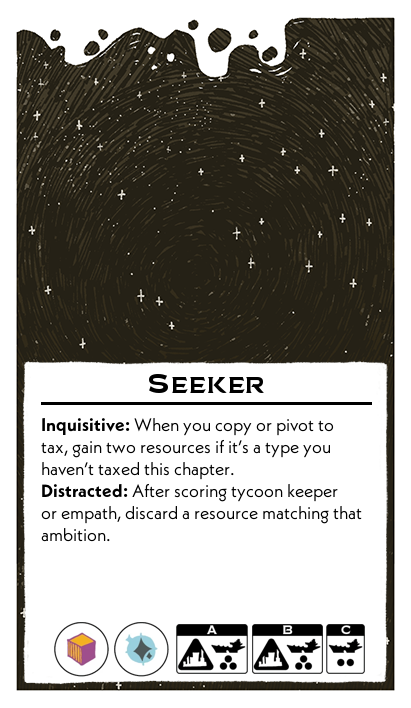 SEEKER
Inquisitive: When you copy or pivot to
tax, gain two resources if it's a type you
haven't taxed this chapter.
Distracted: After scoring tycoon keeper
or empath, discard a resource matching that
ambition.
A B C